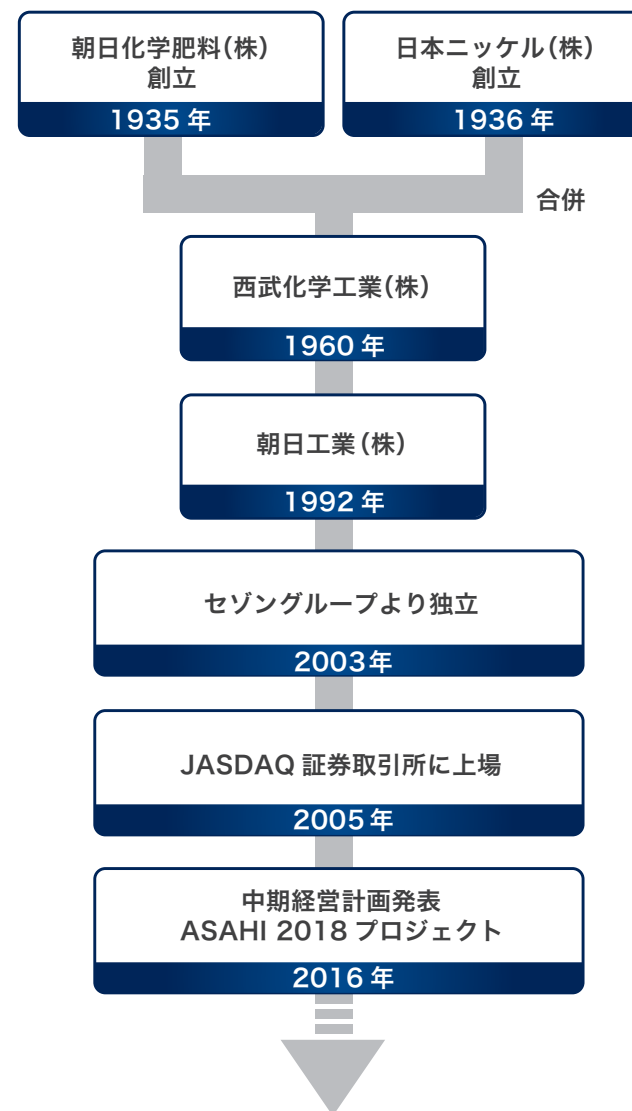 朝日化学肥料(株)
創立
1935 年
日本ニッケル(株)
創立
1936 年
合併
西武化学工業(株)
1960 年
朝日工業(株)
1992 年
セゾングループより独立
2003年
JASDAQ 証券取引所に上場
2005 年
中期経営計画発表
ASAHI 2018 プロジェクト
2016 年